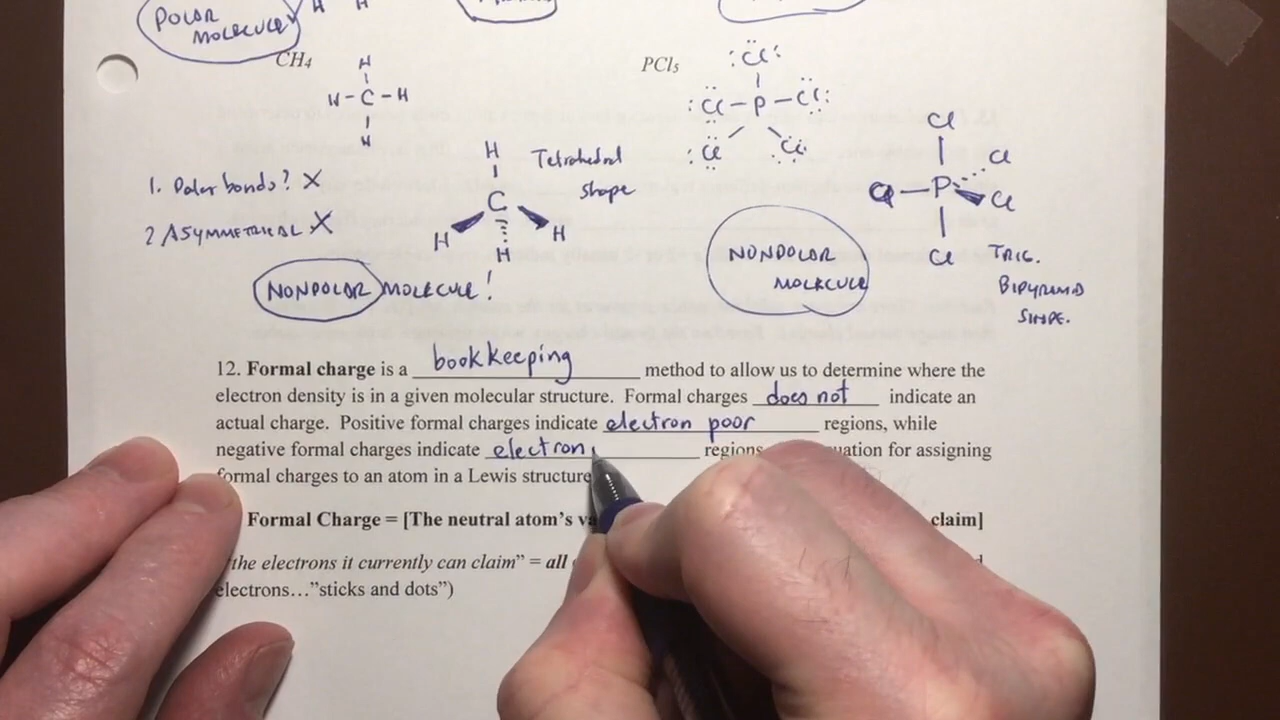 POLAR
MOLECULE
H H
CH4
H
H-C-H
H
1. Polar bonds? X
2 ASYMMETRICAL X
H
C
H H
H
Tetrahedral
shape
NONPOLAR MOLECULE!
PCl5
:Cl:
:Cl-P-Cl:
:Cl Cl:
Cl
Cl
Cl-P
Cl
Cl
TRIG.
BIPYRAMID
SHAPE.
NONPOLAR
MOLECULE
12. Formal charge is a bookkeeping method to allow us to determine where the
electron density is in a given molecular structure. Formal charges does not indicate an
actual charge. Positive formal charges indicate electron poor regions, while
negative formal charges indicate electron regions
formal charges to an atom in a Lewis structure
for assigning
Formal Charge = [The neutral atom's
claim]
"the electrons it currently can claim" = all
electrons…"sticks and dots")